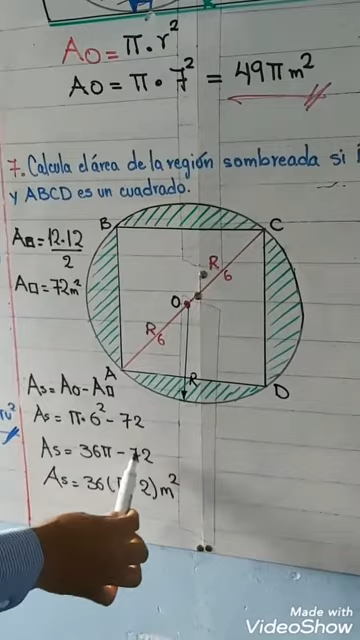 AO = π. r²
AO = π • 7² = 49π m²
7. Calcula el área de la región sombreada si
y ABCD es un cuadrado.
B
C
A□ = 12.12
2
A□ = 72m²
R 6
O
R 6
A
R
D
As = AO - A□
As = π. 6² - 72
As = 36π - 72
As = 36(π 2) m²
Made with
VideoShow